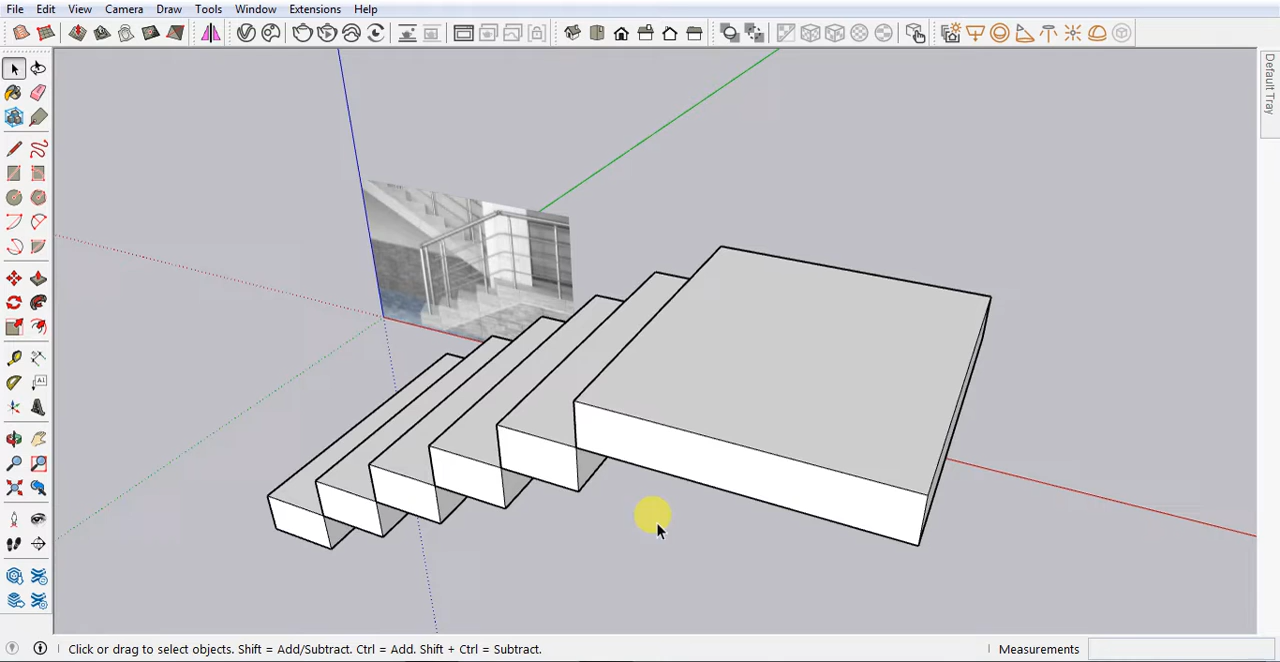 File Edit View Camera Draw Tools Window Extensions Help
Default Tray
A1
Click or drag to select objects. Shift = Add/Subtract. Ctrl = Add. Shift + Ctrl = Subtract.
Measurements